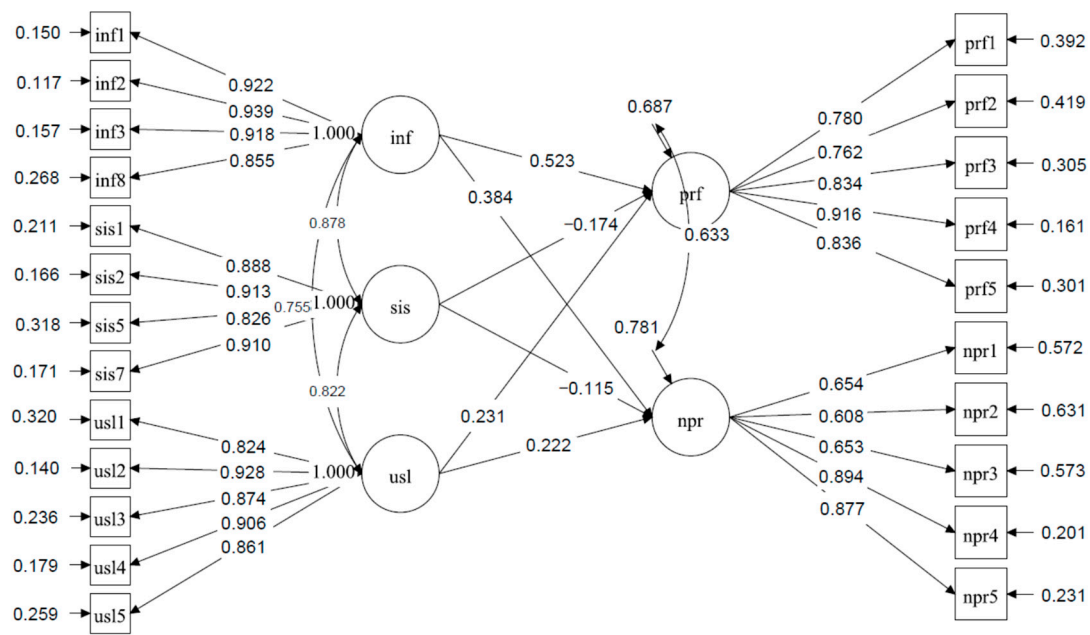 0.150 inf1
0.117 inf2
0.157 inf3
0.268 inf8
0.211 sis1
0.166 sis2
0.318 sis5
0.171 sis7
0.320 usl1
0.140 usl2
0.236 usl3
0.179 usl4
0.259 usl5
0.922
0.939
0.918
0.855
0.888
0.913
0.826
0.910
0.824
0.928
0.874
0.906
0.861
1.000
1.000
1.000
0.878
0.755
0.822
inf
sis
usl
0.523
0.384
−0.174
−0.115
0.231
0.222
0.687
prf
0.633
0.781
npr
0.780
0.762
0.834
0.916
0.836
0.654
0.608
0.653
0.894
0.877
prf1 0.392
prf2 0.419
prf3 0.305
prf4 0.161
prf5 0.301
npr1 0.572
npr2 0.631
npr3 0.573
npr4 0.201
npr5 0.231